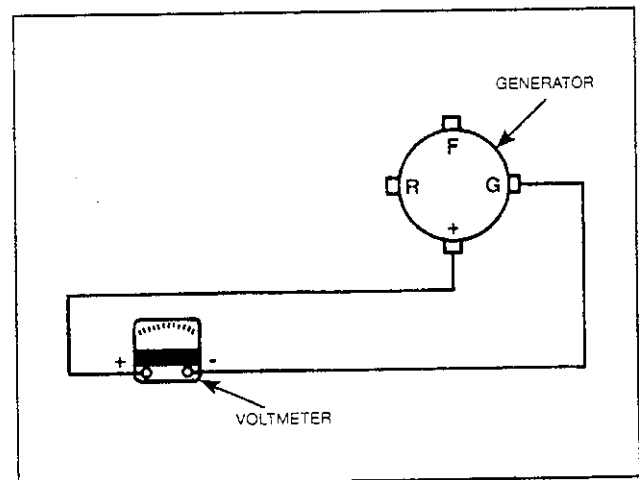 GENERATOR
F
R G
+
+ -
VOLTMETER